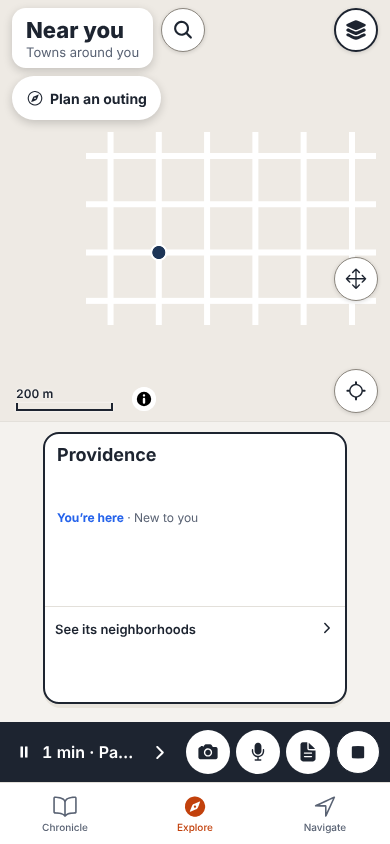 Near you
Towns around you
Plan an outing
200 m
Providence
You're here · New to you
See its neighborhoods
1 min · Pa...
Chronicle
Explore
Navigate